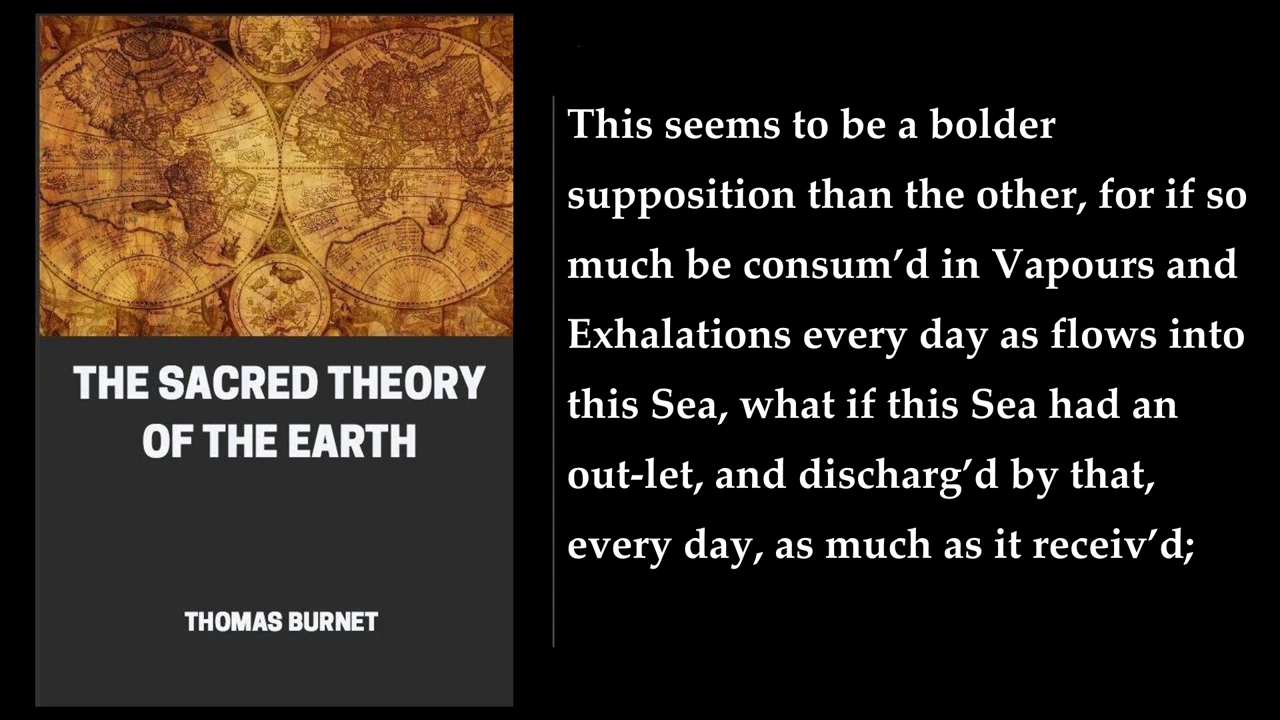 THE SACRED THEORY
OF THE EARTH
THOMAS BURNET
This seems to be a bolder
supposition than the other, for if so
much be consum’d in Vapours and
Exhalations every day as flows into
this Sea, what if this Sea had an
out-let, and discharg’d by that,
every day, as much as it receiv’d;